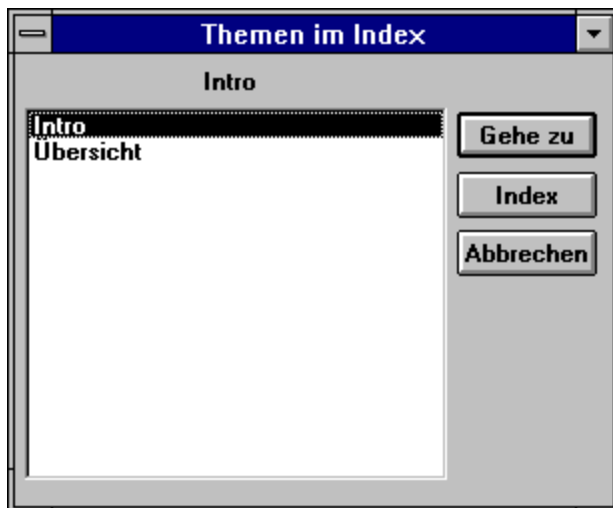 Themen im Index
Intro
Intro
Übersicht
Gehe zu
Index
Abbrechen